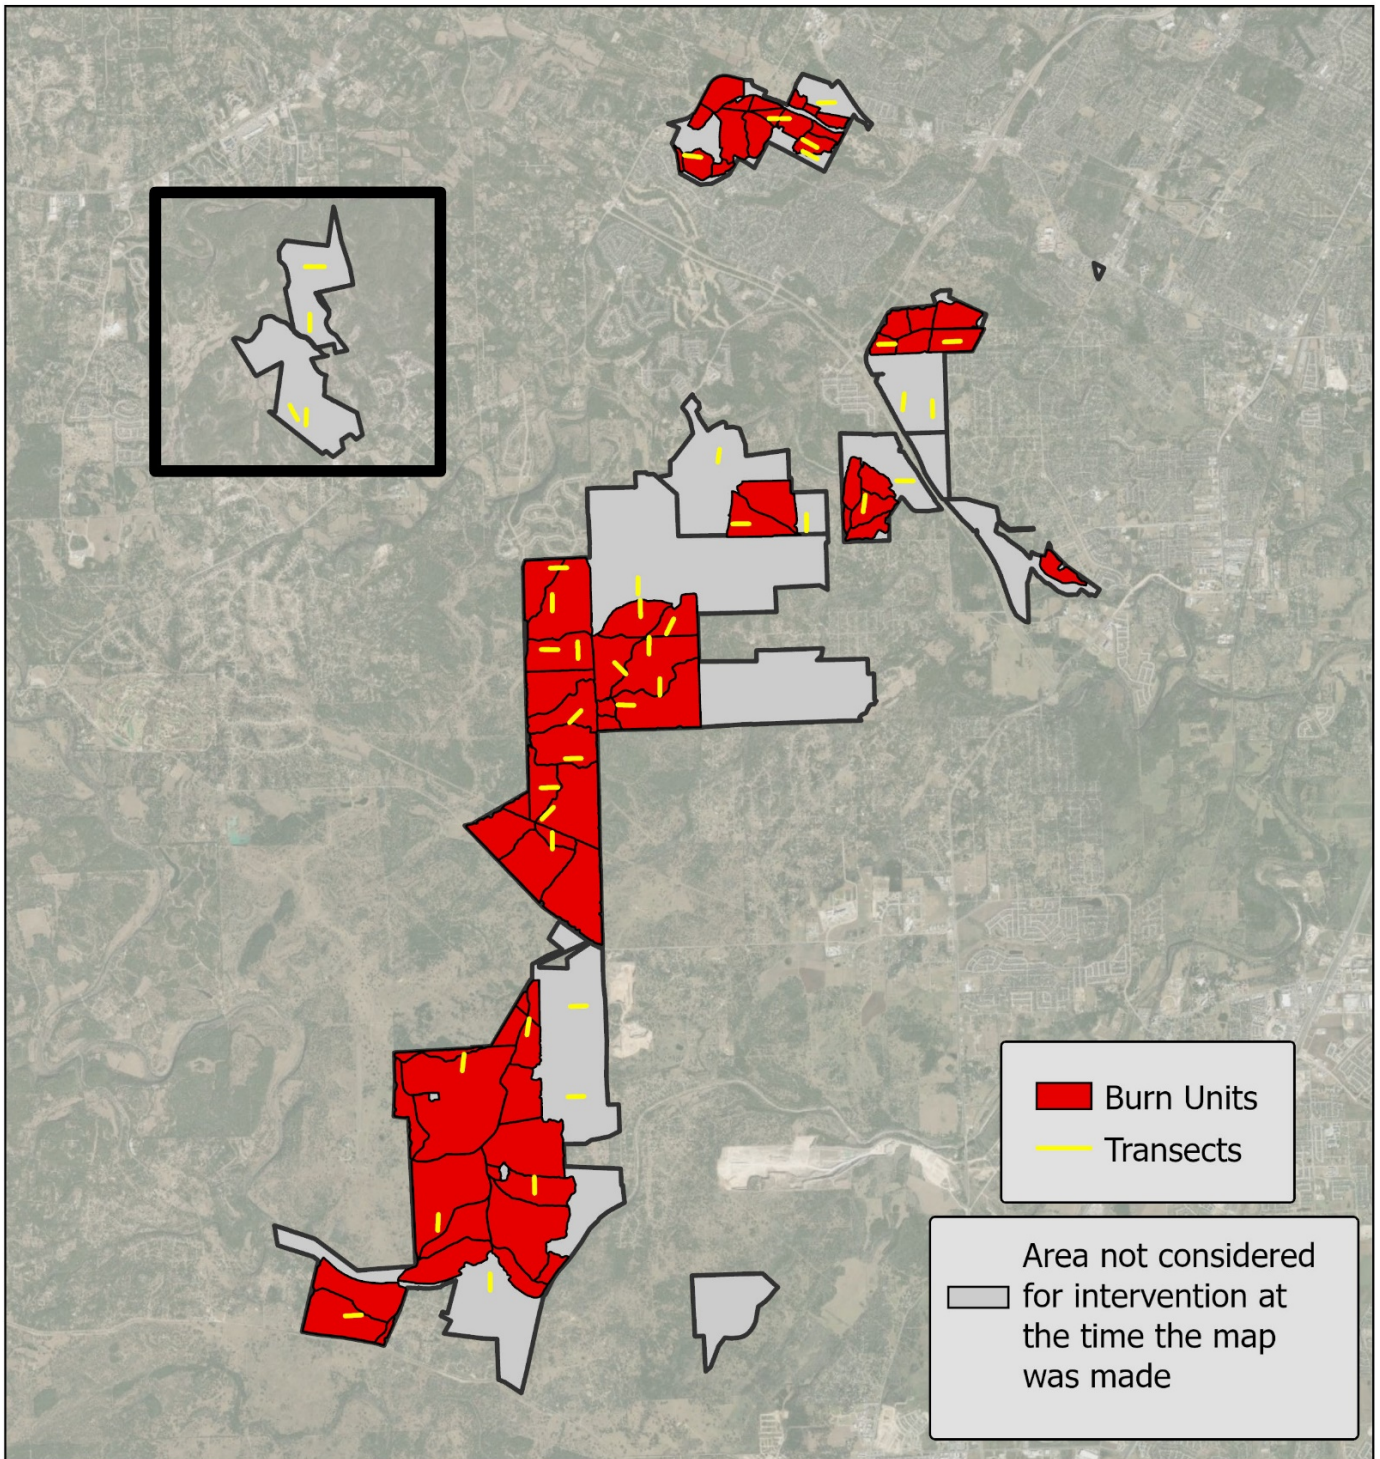 Burn Units
Transects
Area not considered
for intervention at
the time the map
was made